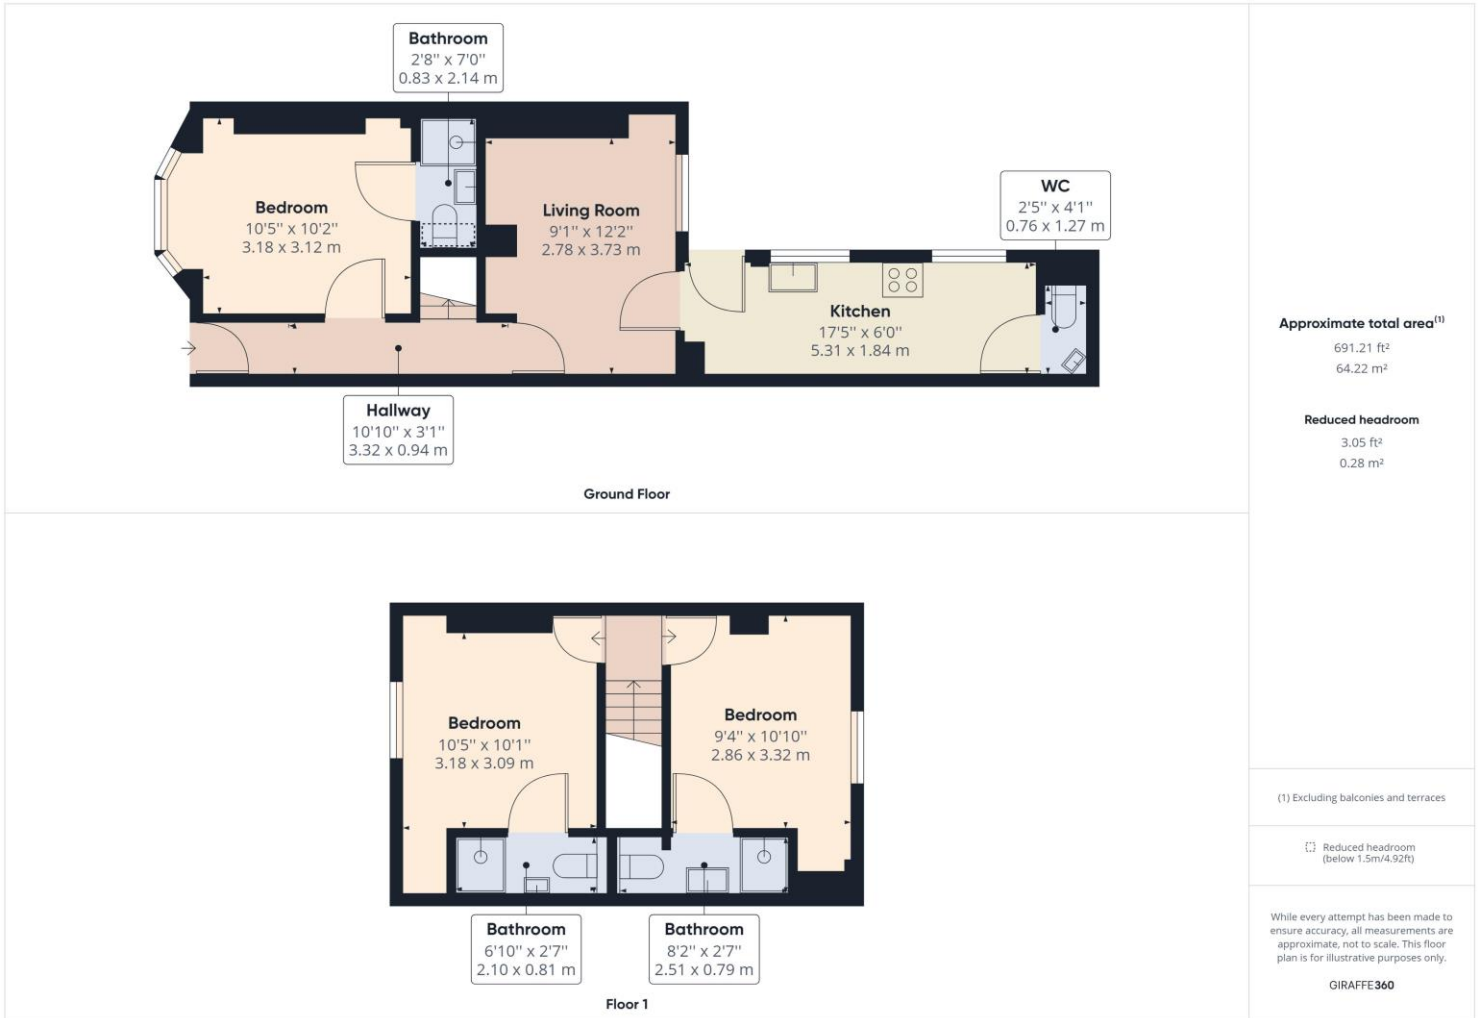 Bathroom
2'8'' x 7'0''
0.83 x 2.14 m
Bedroom
10'5'' x 10'2''
3.18 x 3.12 m
Living Room
9'1'' x 12'2''
2.78 x 3.73 m
WC
2'5'' x 4'1''
0.76 x 1.27 m
Kitchen
17'5'' x 6'0''
5.31 x 1.84 m
Hallway
10'10'' x 3'1''
3.32 x 0.94 m
Ground Floor
Bedroom
10'5'' x 10'1''
3.18 x 3.09 m
Bedroom
9'4'' x 10'10''
2.86 x 3.32 m
Bathroom
6'10'' x 2'7''
2.10 x 0.81 m
Bathroom
8'2'' x 2'7''
2.51 x 0.79 m
Floor 1
Approximate total area⁽¹⁾
691.21 ft²
64.22 m²
Reduced headroom
3.05 ft²
0.28 m²
(1) Excluding balconies and terraces
Reduced headroom
(below 1.5m/4.92ft)
While every attempt has been made to
ensure accuracy, all measurements are
approximate, not to scale. This floor
plan is for illustrative purposes only.
GIRAFFE360